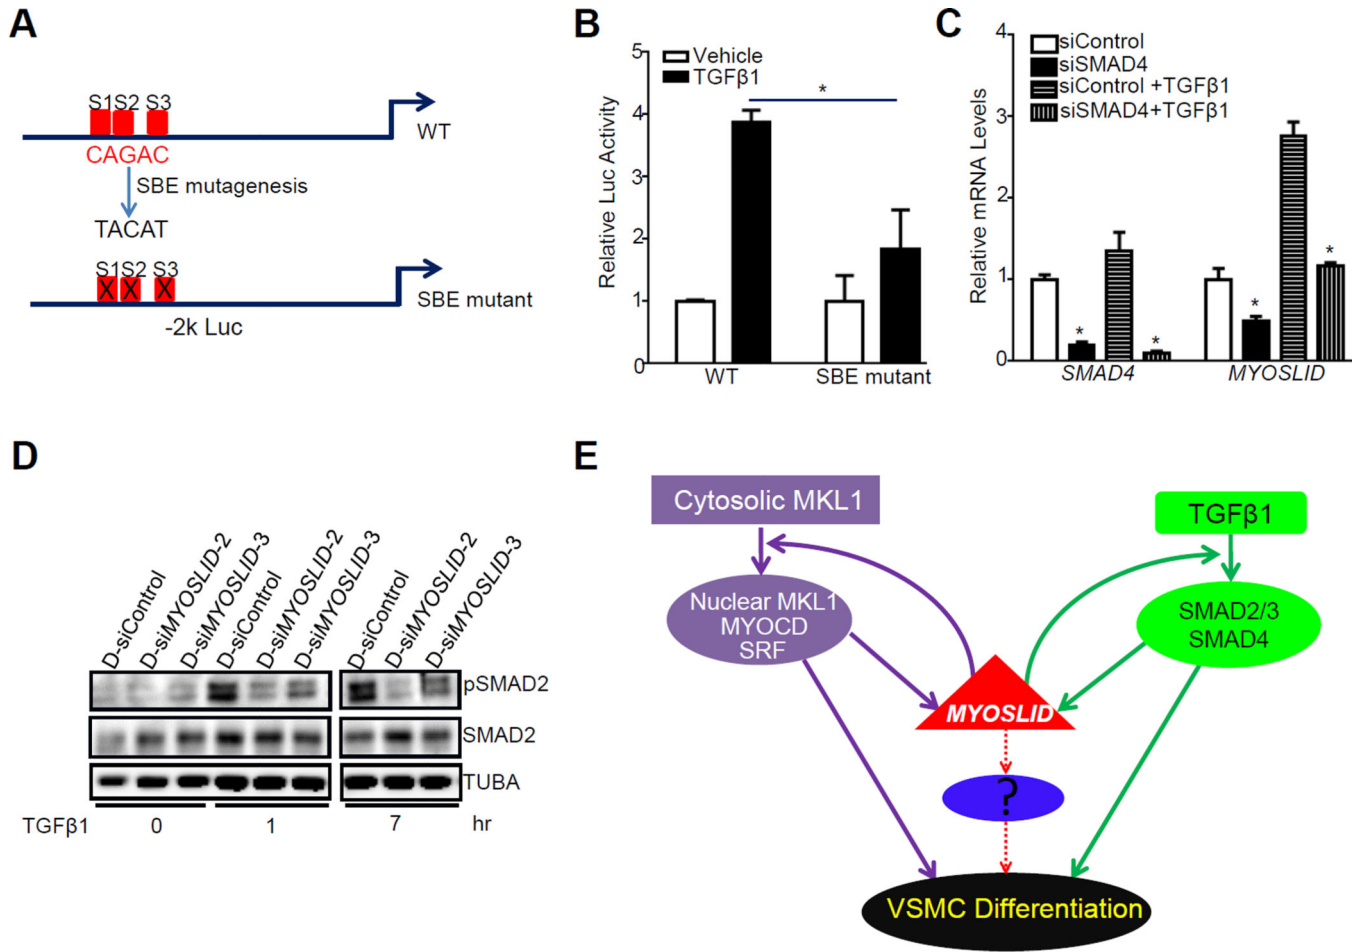 A
S1 S2 S3
WT
CAGAC
SBE mutagenesis
TACAT
S1 S2 S3
X X X
SBE mutant
-2k Luc
B
Relative Luc Activity
5
4
2
1
0
Vehicle
TGFβ1
*
WT
SBE mutant
C
Relative mRNA Levels
4
3
2
1
0
siControl
siSMAD4
siControl +TGFβ1
siSMAD4+TGFβ1
* * * *
SMAD4
MYOSLID
D
D-siControl
D-siMYOSLID-2
D-siMYOSLID-3
D-siControl
D-siMYOSLID-2
D-siMYOSLID-3
D-siControl
D-siMYOSLID-2
D-siMYOSLID-3
pSMAD2
SMAD2
TUBA
TGFβ1 0 1 7 hr
E
Cytosolic MKL1
TGFβ1
Nuclear MKL1
MYOCD
SRF
SMAD2/3
SMAD4
MYOSLID
?
VSMC Differentiation